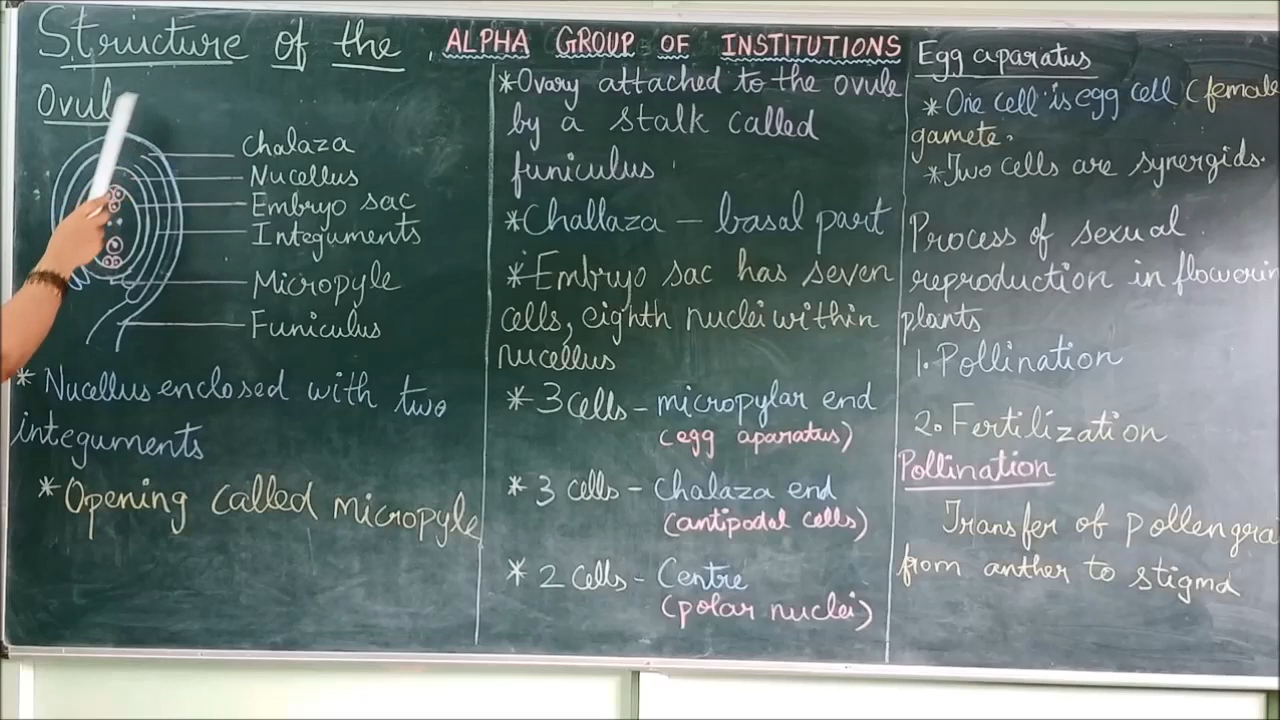 Structure of the
Ovule
Chalaza
Nucellus
Embryo sac
Integuments
Micropyle
Funiculus
* Nucellus enclosed with two
integuments
* Opening called micropyle
ALPHA GROUP OF INSTITUTIONS
* Ovary attached to the ovule
by a stalk called
funiculus
* Challaza – basal part
* Embryo sac has seven
cells, eighth nuclei within
nucellus
* 3 cells - micropylar end
(egg aparatus)
* 3 cells - Chalaza end
(antipodal cells)
* 2 cells - Centre
(polar nuclei)
Egg aparatus
* One cell is egg cell (female
gamete.
* Two cells are synergids.
Process of sexual
reproduction in flowerin
plants
1. Pollination
2. Fertilization
Pollination
Transfer of pollengra
from anther to stigma